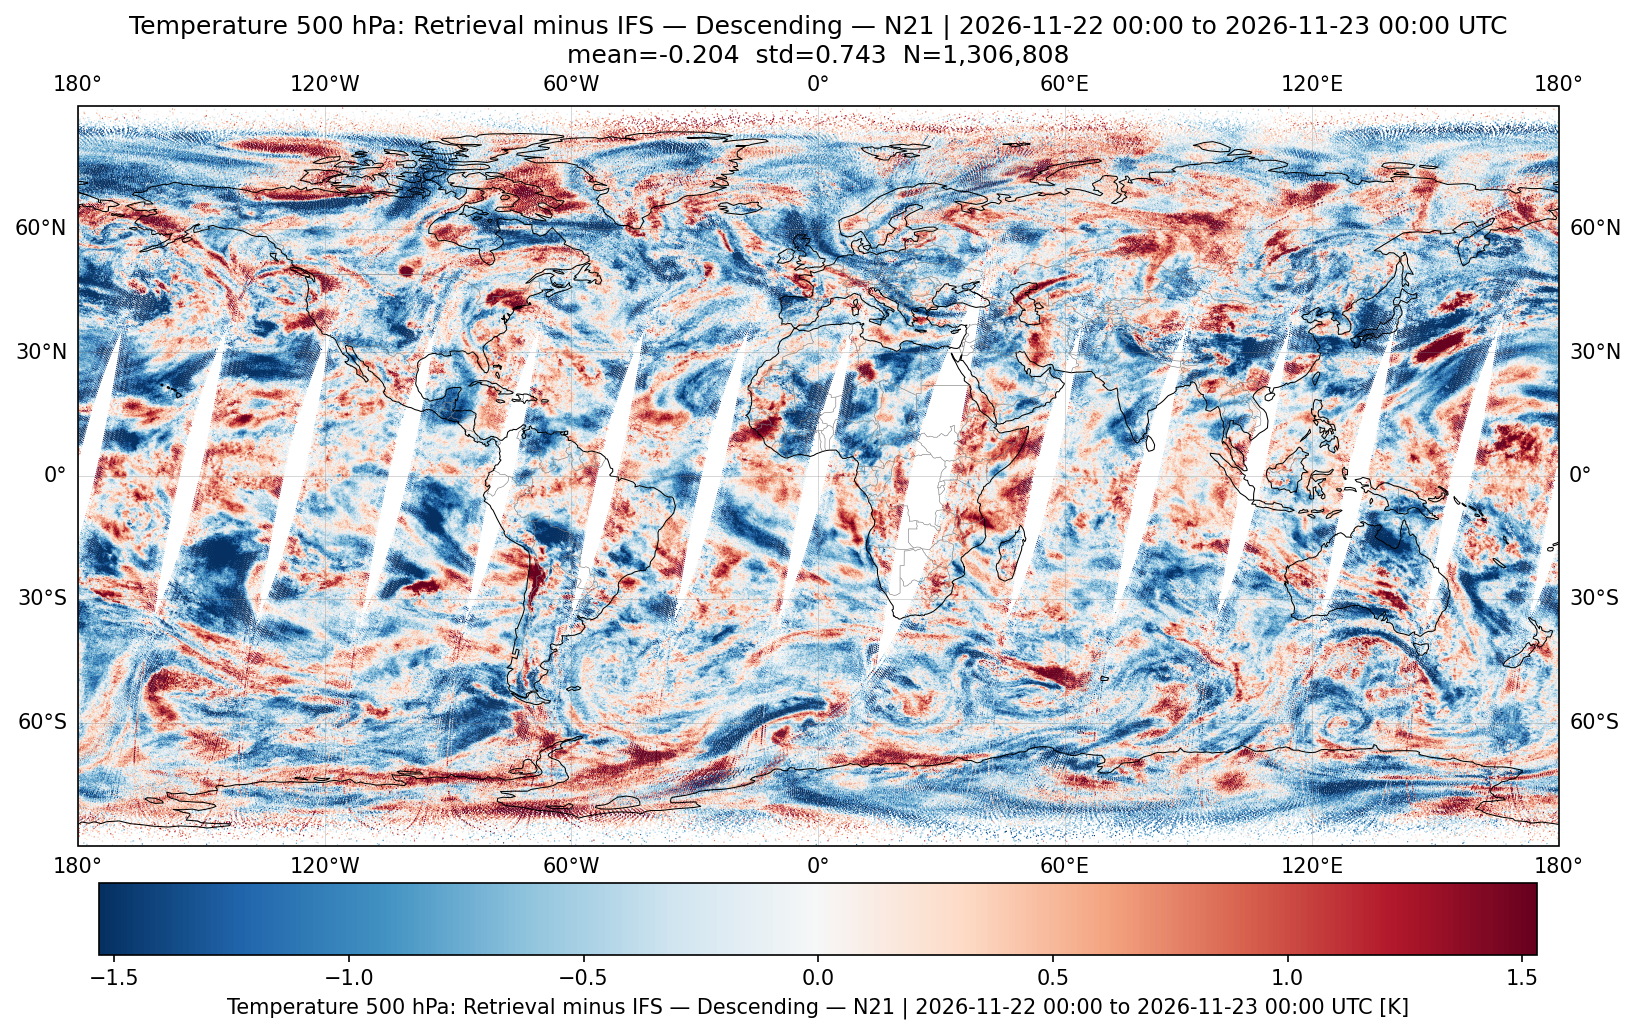 Temperature 500 hPa: Retrieval minus IFS — Descending — N21 | 2026-11-22 00:00 to 2026-11-23 00:00 UTC
mean=-0.204  std=0.743  N=1,306,808
180° 120°W 60°W 0° 60°E 120°E 180°
60°N 60°N
30°N 30°N
0° 0°
30°S 30°S
60°S 60°S
180° 120°W 60°W 0° 60°E 120°E 180°
−1.5 −1.0 −0.5 0.0 0.5 1.0 1.5
Temperature 500 hPa: Retrieval minus IFS — Descending — N21 | 2026-11-22 00:00 to 2026-11-23 00:00 UTC [K]